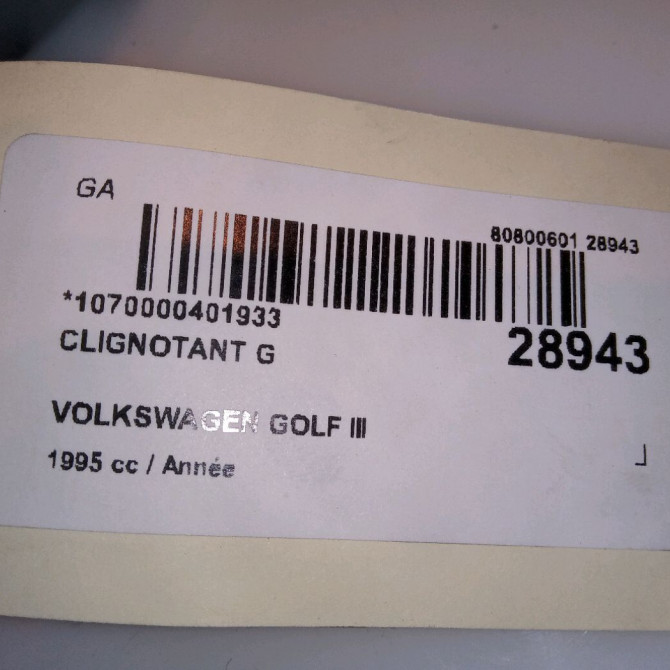 GA
80800601 28943
*1070000401933
28943
CLIGNOTANT G
VOLKSWAGEN GOLF III
1995 cc / Année